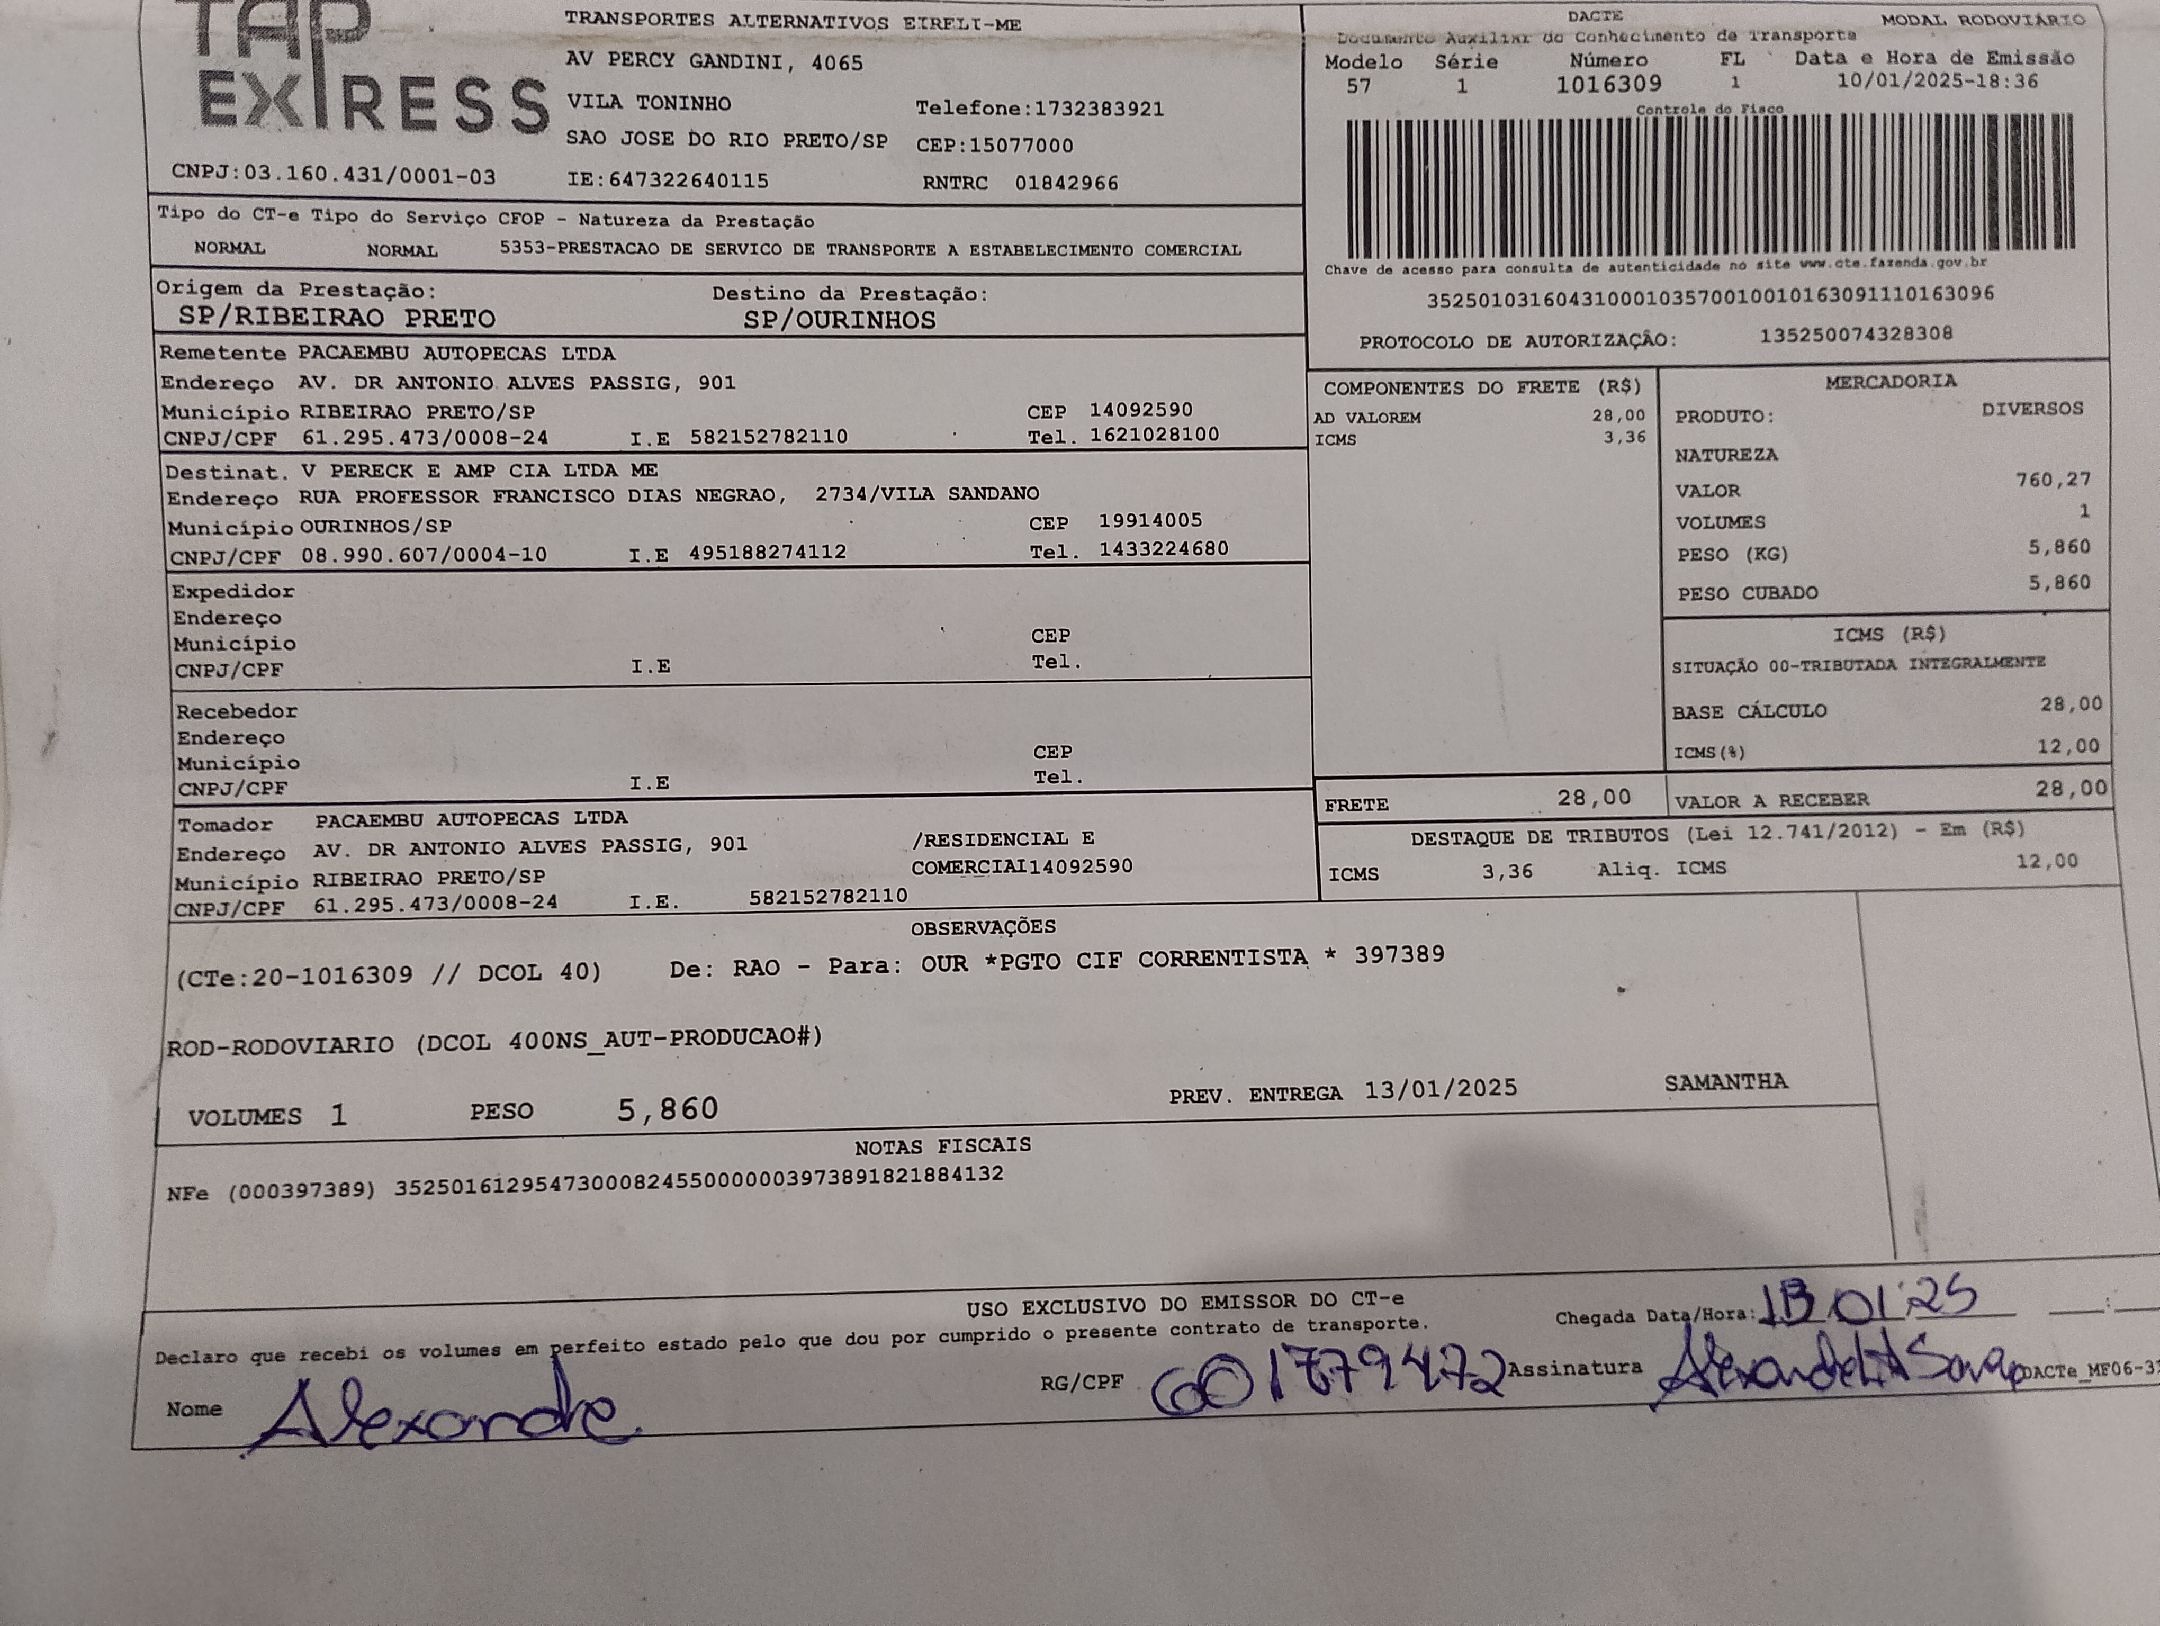 TAP
EXPRESS
TRANSPORTES ALTERNATIVOS EIRELI-ME
AV PERCY GANDINI, 4065
VILA TONINHO Telefone:1732383921
SAO JOSE DO RIO PRETO/SP CEP:15077000
CNPJ:03.160.431/0001-03 IE:647322640115 RNTRC 01842966
DACTE MODAL RODOVIÁRIO
Documento Auxiliar do Conhecimento de Transporte
Modelo Série Número FL Data e Hora de Emissão
57 1 1016309 1 10/01/2025-18:36
Controle do Fisco
Chave de acesso para consulta de autenticidade no site www.cte.fazenda.gov.br
35250103160431000103570010010163091110163096
PROTOCOLO DE AUTORIZAÇÃO: 135250074328308
Tipo do CT-e Tipo do Serviço CFOP - Natureza da Prestação
NORMAL NORMAL 5353-PRESTACAO DE SERVICO DE TRANSPORTE A ESTABELECIMENTO COMERCIAL
Origem da Prestação: Destino da Prestação:
SP/RIBEIRAO PRETO SP/OURINHOS
Remetente PACAEMBU AUTOPECAS LTDA
Endereço AV. DR ANTONIO ALVES PASSIG, 901
Município RIBEIRAO PRETO/SP CEP 14092590
CNPJ/CPF 61.295.473/0008-24 I.E 582152782110 Tel. 1621028100
Destinat. V PERECK E AMP CIA LTDA ME
Endereço RUA PROFESSOR FRANCISCO DIAS NEGRAO, 2734/VILA SANDANO
Município OURINHOS/SP CEP 19914005
CNPJ/CPF 08.990.607/0004-10 I.E 495188274112 Tel. 1433224680
Expedidor
Endereço
Município CEP
CNPJ/CPF I.E Tel.
Recebedor
Endereço
Município CEP
CNPJ/CPF I.E Tel.
Tomador PACAEMBU AUTOPECAS LTDA
Endereço AV. DR ANTONIO ALVES PASSIG, 901 /RESIDENCIAL E
Município RIBEIRAO PRETO/SP COMERCIAL14092590
CNPJ/CPF 61.295.473/0008-24 I.E. 582152782110
COMPONENTES DO FRETE (R$)
AD VALOREM 28,00
ICMS 3,36
MERCADORIA
PRODUTO: DIVERSOS
NATUREZA
VALOR 760,27
VOLUMES 1
PESO (KG) 5,860
PESO CUBADO 5,860
ICMS (R$)
SITUAÇÃO 00-TRIBUTADA INTEGRALMENTE
BASE CÁLCULO 28,00
ICMS(%) 12,00
FRETE 28,00 VALOR A RECEBER 28,00
DESTAQUE DE TRIBUTOS (Lei 12.741/2012) - Em (R$)
ICMS 3,36 Aliq. ICMS 12,00
OBSERVAÇÕES
(CTe:20-1016309 // DCOL 40) De: RAO - Para: OUR *PGTO CIF CORRENTISTA * 397389
ROD-RODOVIARIO (DCOL 400NS_AUT-PRODUCAO#)
VOLUMES 1 PESO 5,860 PREV. ENTREGA 13/01/2025 SAMANTHA
NOTAS FISCAIS
NFe (000397389) 35250161295473000824550000003973891821884132
USO EXCLUSIVO DO EMISSOR DO CT-e
Declaro que recebi os volumes em perfeito estado pelo que dou por cumprido o presente contrato de transporte.
Chegada Data/Hora: 13 01 25
Nome Alexandre RG/CPF 601779472 Assinatura DACTe_MF06-